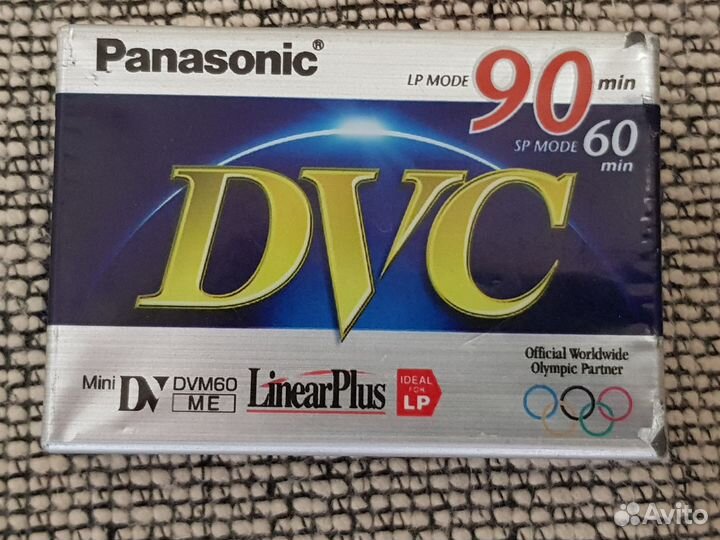 Panasonic®
LP MODE 90 min
SP MODE 60 min
DVC
Mini DV DVM60 ME LinearPlus IDEAL FOR LP
Official Worldwide
Olympic Partner
Avito